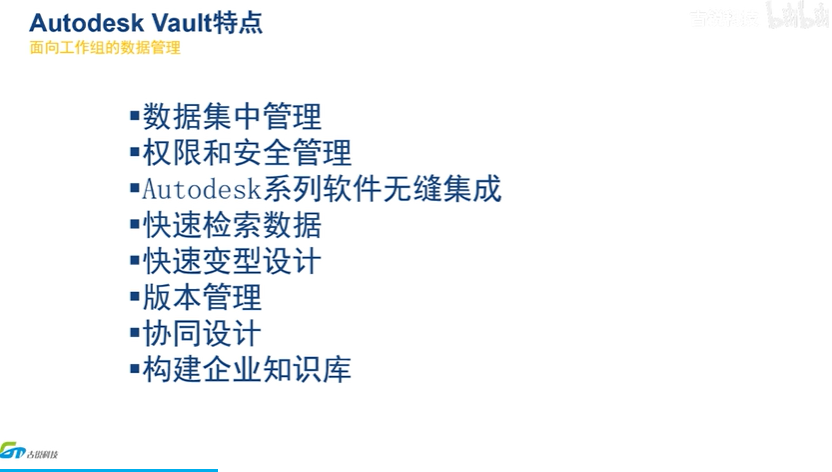 Autodesk Vault特点
面向工作组的数据管理
▪数据集中管理
▪权限和安全管理
▪Autodesk系列软件无缝集成
▪快速检索数据
▪快速变型设计
▪版本管理
▪协同设计
▪构建企业知识库